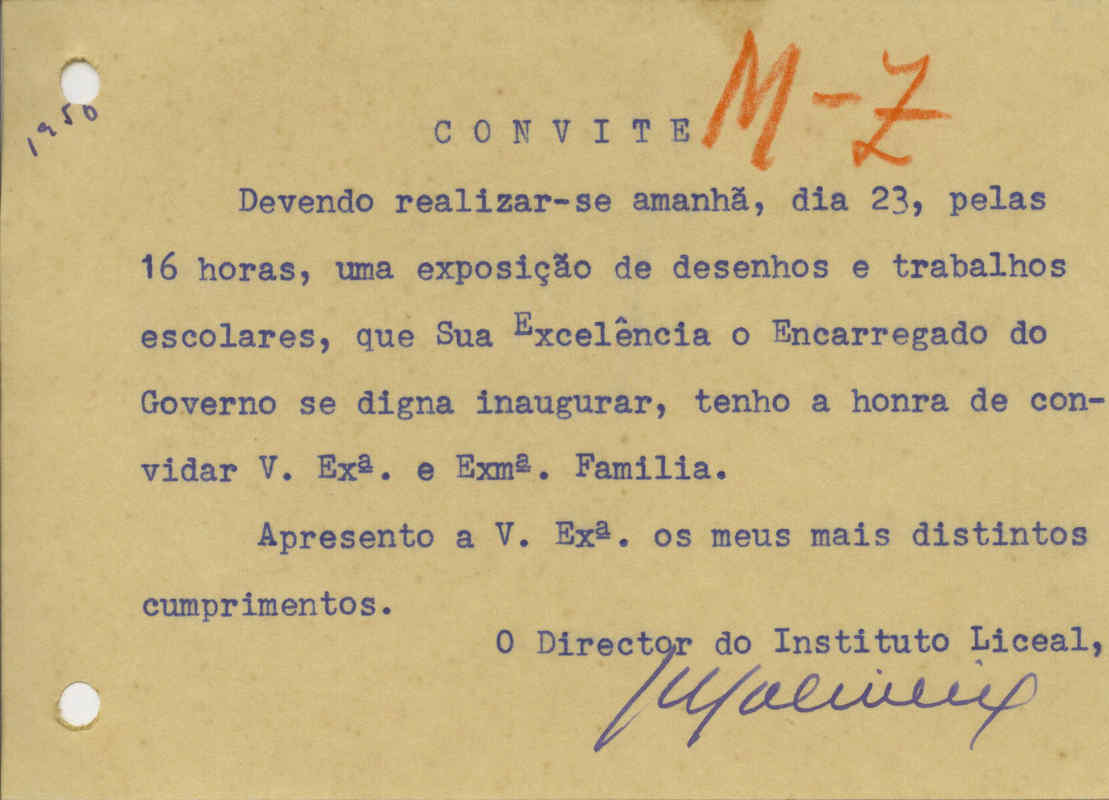 M-Z
1950
CONVITE
Devendo realizar-se amanhã, dia 23, pelas
16 horas, uma exposição de desenhos e trabalhos
escolares, que Sua Excelência o Encarregado do
Governo se digna inaugurar, tenho a honra de con-
vidar V. Exª. e Exmª. Familia.
Apresento a V. Exª. os meus mais distintos
cumprimentos.
O Director do Instituto Liceal,